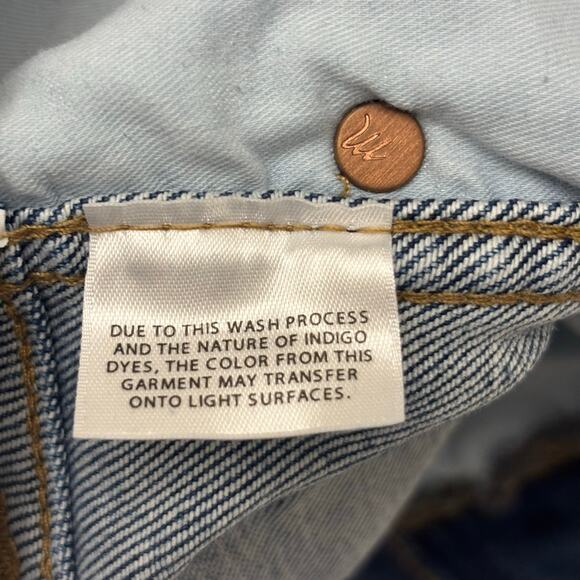 DUE TO THIS WASH PROCESS
AND THE NATURE OF INDIGO
DYES, THE COLOR FROM THIS
GARMENT MAY TRANSFER
ONTO LIGHT SURFACES.